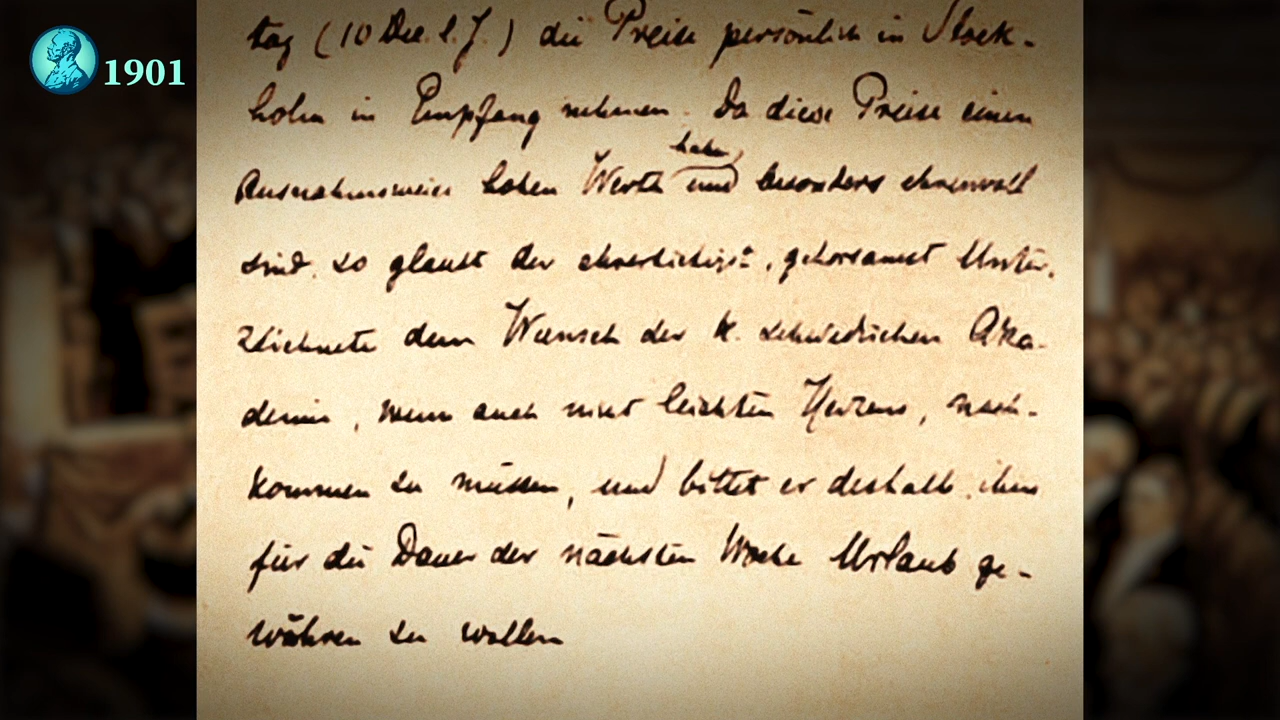 1901
tag (10 Dec. l. J.) die Preise persönlich in Stock-
holm in Empfang nehmen. Da diese Preise einen
haben
Ausnahmsweise hohen Werth und besonders ehrenvoll
sind, so glaubt der ehrerbietigst, gehorsamst Unter-
zeichnete dem Wunsch der k. schwedischen Aka-
demie, wenn auch nicht leichten Herzens, nach-
kommen zu müssen, und bittet er deshalb, ihm
für die Dauer der nächsten Woche Urlaub ge-
währen zu wollen